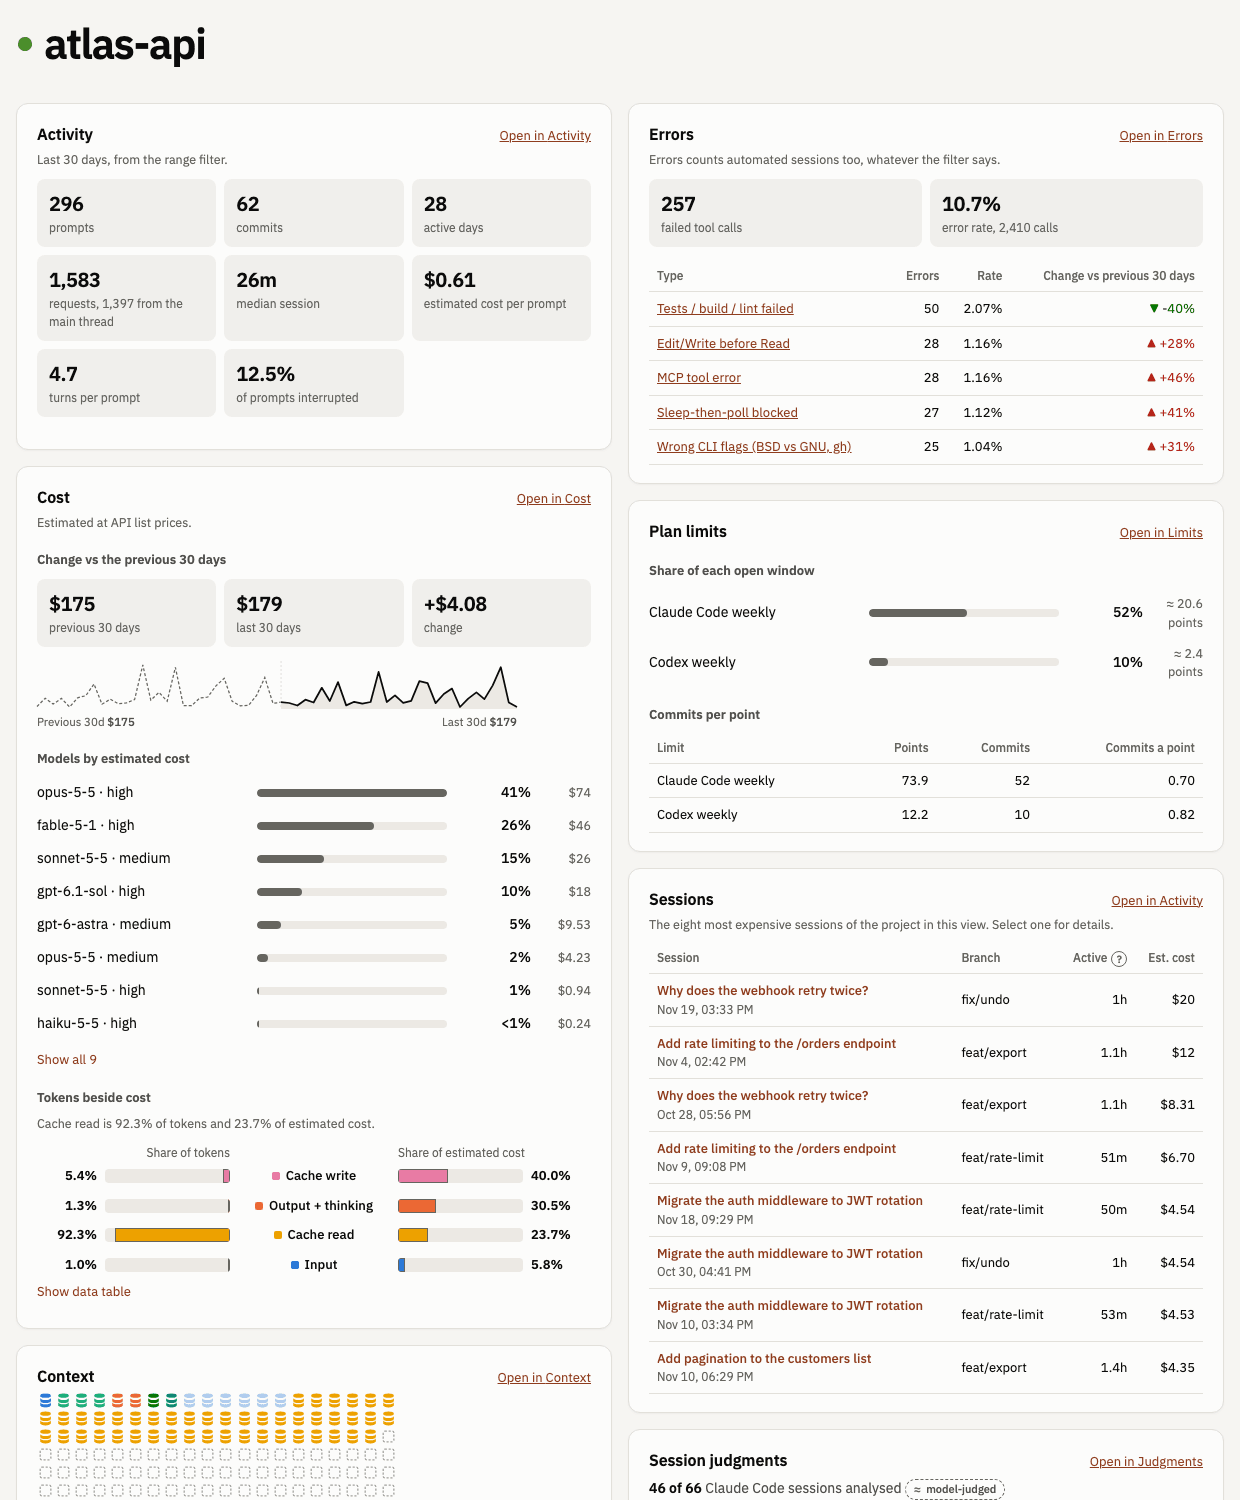 atlas-api
Activity
Open in Activity
Last 30 days, from the range filter.
296
prompts
62
commits
28
active days
1,583
requests, 1,397 from the
main thread
26m
median session
$0.61
estimated cost per prompt
4.7
turns per prompt
12.5%
of prompts interrupted
Cost
Open in Cost
Estimated at API list prices.
Change vs the previous 30 days
$175
previous 30 days
$179
last 30 days
+$4.08
change
Previous 30d $175
Last 30d $179
Models by estimated cost
opus-5-5 · high 41% $74
fable-5-1 · high 26% $46
sonnet-5-5 · medium 15% $26
gpt-6.1-sol · high 10% $18
gpt-6-astra · medium 5% $9.53
opus-5-5 · medium 2% $4.23
sonnet-5-5 · high 1% $0.94
haiku-5-5 · high <1% $0.24
Show all 9
Tokens beside cost
Cache read is 92.3% of tokens and 23.7% of estimated cost.
Share of tokens Share of estimated cost
5.4% Cache write 40.0%
1.3% Output + thinking 30.5%
92.3% Cache read 23.7%
1.0% Input 5.8%
Show data table
Context
Open in Context
Errors
Open in Errors
Errors counts automated sessions too, whatever the filter says.
257
failed tool calls
10.7%
error rate, 2,410 calls
Type Errors Rate Change vs previous 30 days
Tests / build / lint failed 50 2.07% ▼ -40%
Edit/Write before Read 28 1.16% ▲ +28%
MCP tool error 28 1.16% ▲ +46%
Sleep-then-poll blocked 27 1.12% ▲ +41%
Wrong CLI flags (BSD vs GNU, gh) 25 1.04% ▲ +31%
Plan limits
Open in Limits
Share of each open window
Claude Code weekly 52% ≈ 20.6
points
Codex weekly 10% ≈ 2.4
points
Commits per point
Limit Points Commits Commits a point
Claude Code weekly 73.9 52 0.70
Codex weekly 12.2 10 0.82
Sessions
Open in Activity
The eight most expensive sessions of the project in this view. Select one for details.
Session Branch Active ? Est. cost
Why does the webhook retry twice?
Nov 19, 03:33 PM
fix/undo 1h $20
Add rate limiting to the /orders endpoint
Nov 4, 02:42 PM
feat/export 1.1h $12
Why does the webhook retry twice?
Oct 28, 05:56 PM
feat/export 1.1h $8.31
Add rate limiting to the /orders endpoint
Nov 9, 09:08 PM
feat/rate-limit 51m $6.70
Migrate the auth middleware to JWT rotation
Nov 18, 09:29 PM
feat/rate-limit 50m $4.54
Migrate the auth middleware to JWT rotation
Oct 30, 04:41 PM
fix/undo 1h $4.54
Migrate the auth middleware to JWT rotation
Nov 10, 03:34 PM
feat/rate-limit 53m $4.53
Add pagination to the customers list
Nov 10, 06:29 PM
feat/export 1.4h $4.35
Session judgments
Open in Judgments
46 of 66 Claude Code sessions analysed ≈ model-judged